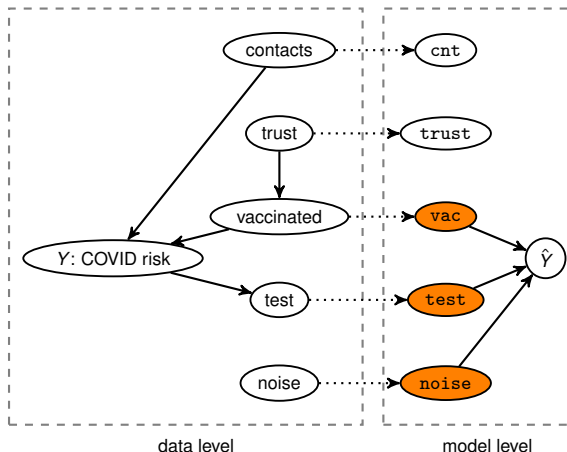 contacts
cnt
trust
trust
vaccinated
vac
Y: COVID risk
Ŷ
test
test
noise
noise
data level
model level